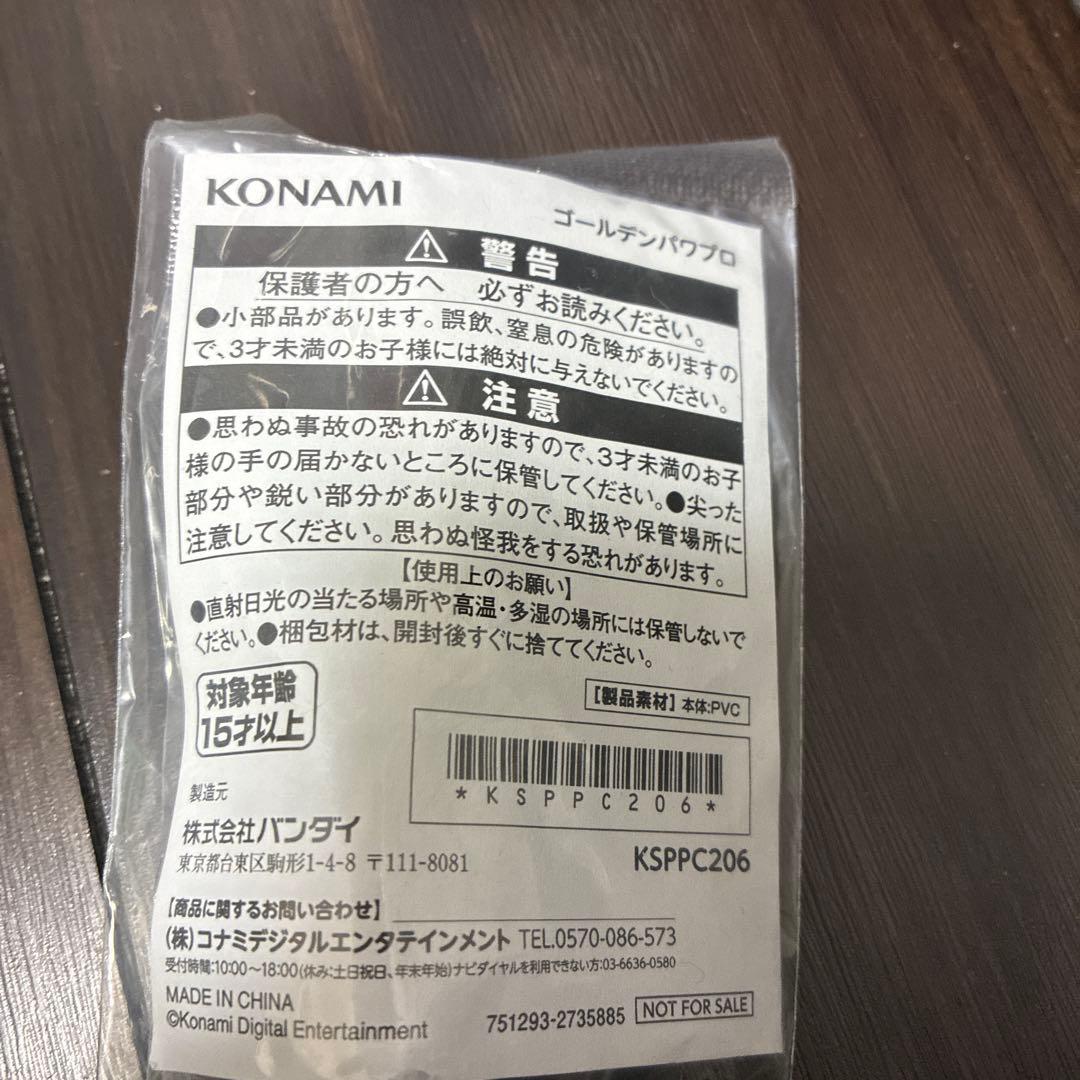 KONAMI
ゴールデンパワプロ
警告
保護者の方へ 必ずお読みください。
●小部品があります。誤飲、窒息の危険がありますの
で、3才未満のお子様には絶対に与えないでください。
注意
●思わぬ事故の恐れがありますので、3才未満のお子
様の手の届かないところに保管してください。●尖った
部分や鋭い部分がありますので、取扱や保管場所に
注意してください。思わぬ怪我をする恐れがあります。
【使用上のお願い】
●直射日光の当たる場所や高温・多湿の場所には保管しないで
ください。●梱包材は、開封後すぐに捨ててください。
対象年齢
15才以上
【製品素材】本体:PVC
*KSPPC206*
KSPPC206
製造元
株式会社バンダイ
東京都台東区駒形1-4-8 〒111-8081
【商品に関するお問い合わせ】
(株)コナミデジタルエンタテインメント TEL.0570-086-573
受付時間:10:00~18:00(休み:土日祝日、年末年始)ナビダイヤルを利用できない方:03-6636-0580
MADE IN CHINA
©Konami Digital Entertainment
751293-2735885 NOT FOR SALE